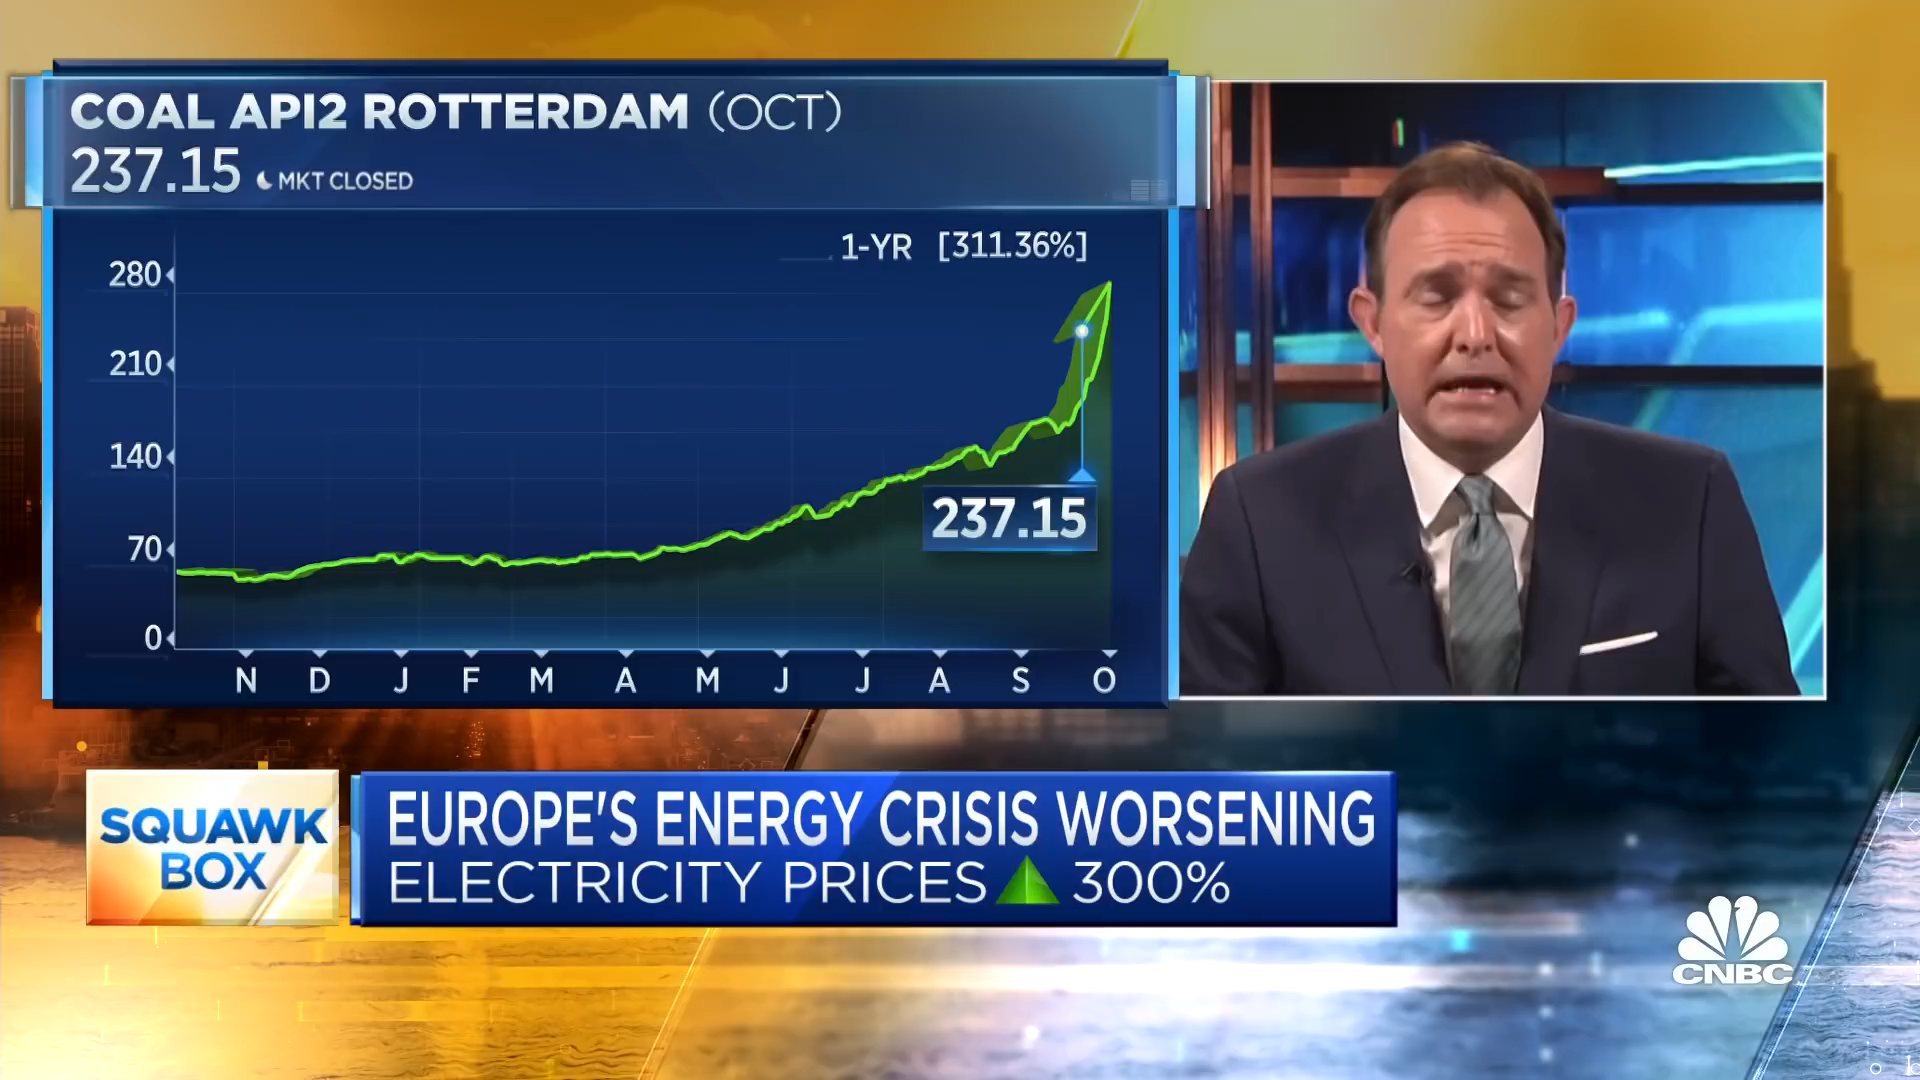 COAL API2 ROTTERDAM (OCT)
237.15 MKT CLOSED
1-YR [311.36%]
280
210
140
70
0
237.15
N D J F M A M J J A S O
SQUAWK
BOX
EUROPE'S ENERGY CRISIS WORSENING
ELECTRICITY PRICES 300%
CNBC